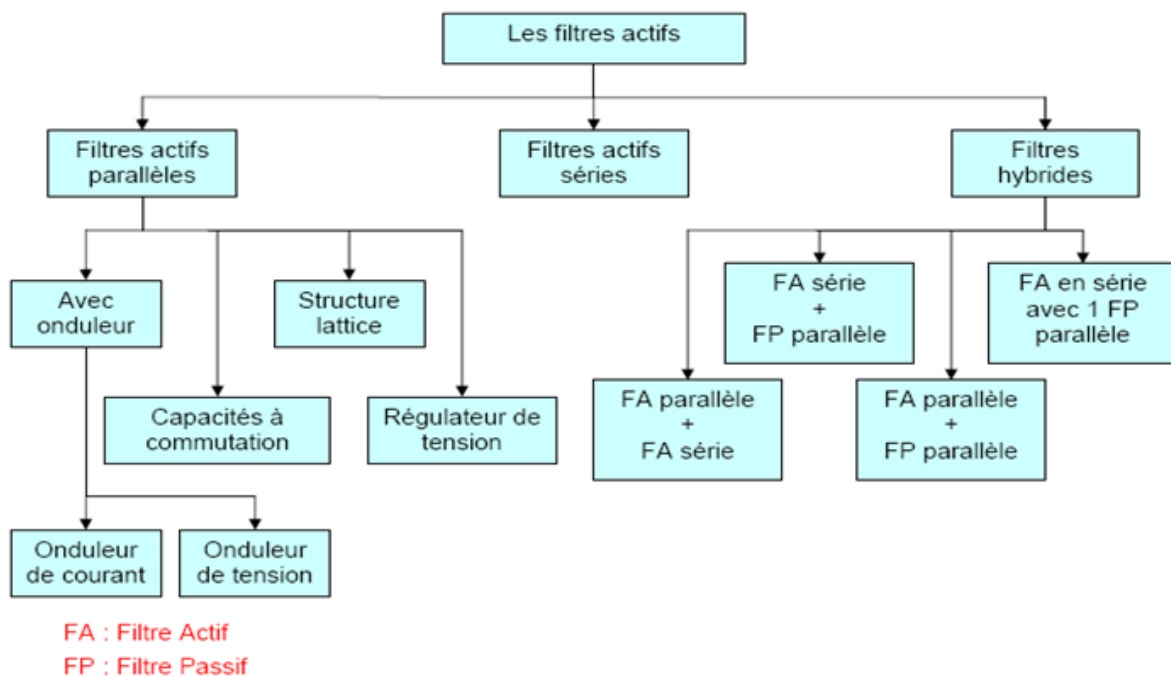 Les filtres actifs
Filtres actifs
parallèles
Filtres actifs
séries
Filtres
hybrides
Avec
onduleur
Structure
lattice
FA série
+
FP parallèle
FA en série
avec 1 FP
parallèle
Capacités à
commutation
Régulateur de
tension
FA parallèle
+
FA série
FA parallèle
+
FP parallèle
Onduleur
de courant
Onduleur
de tension
FA : Filtre Actif
FP : Filtre Passif